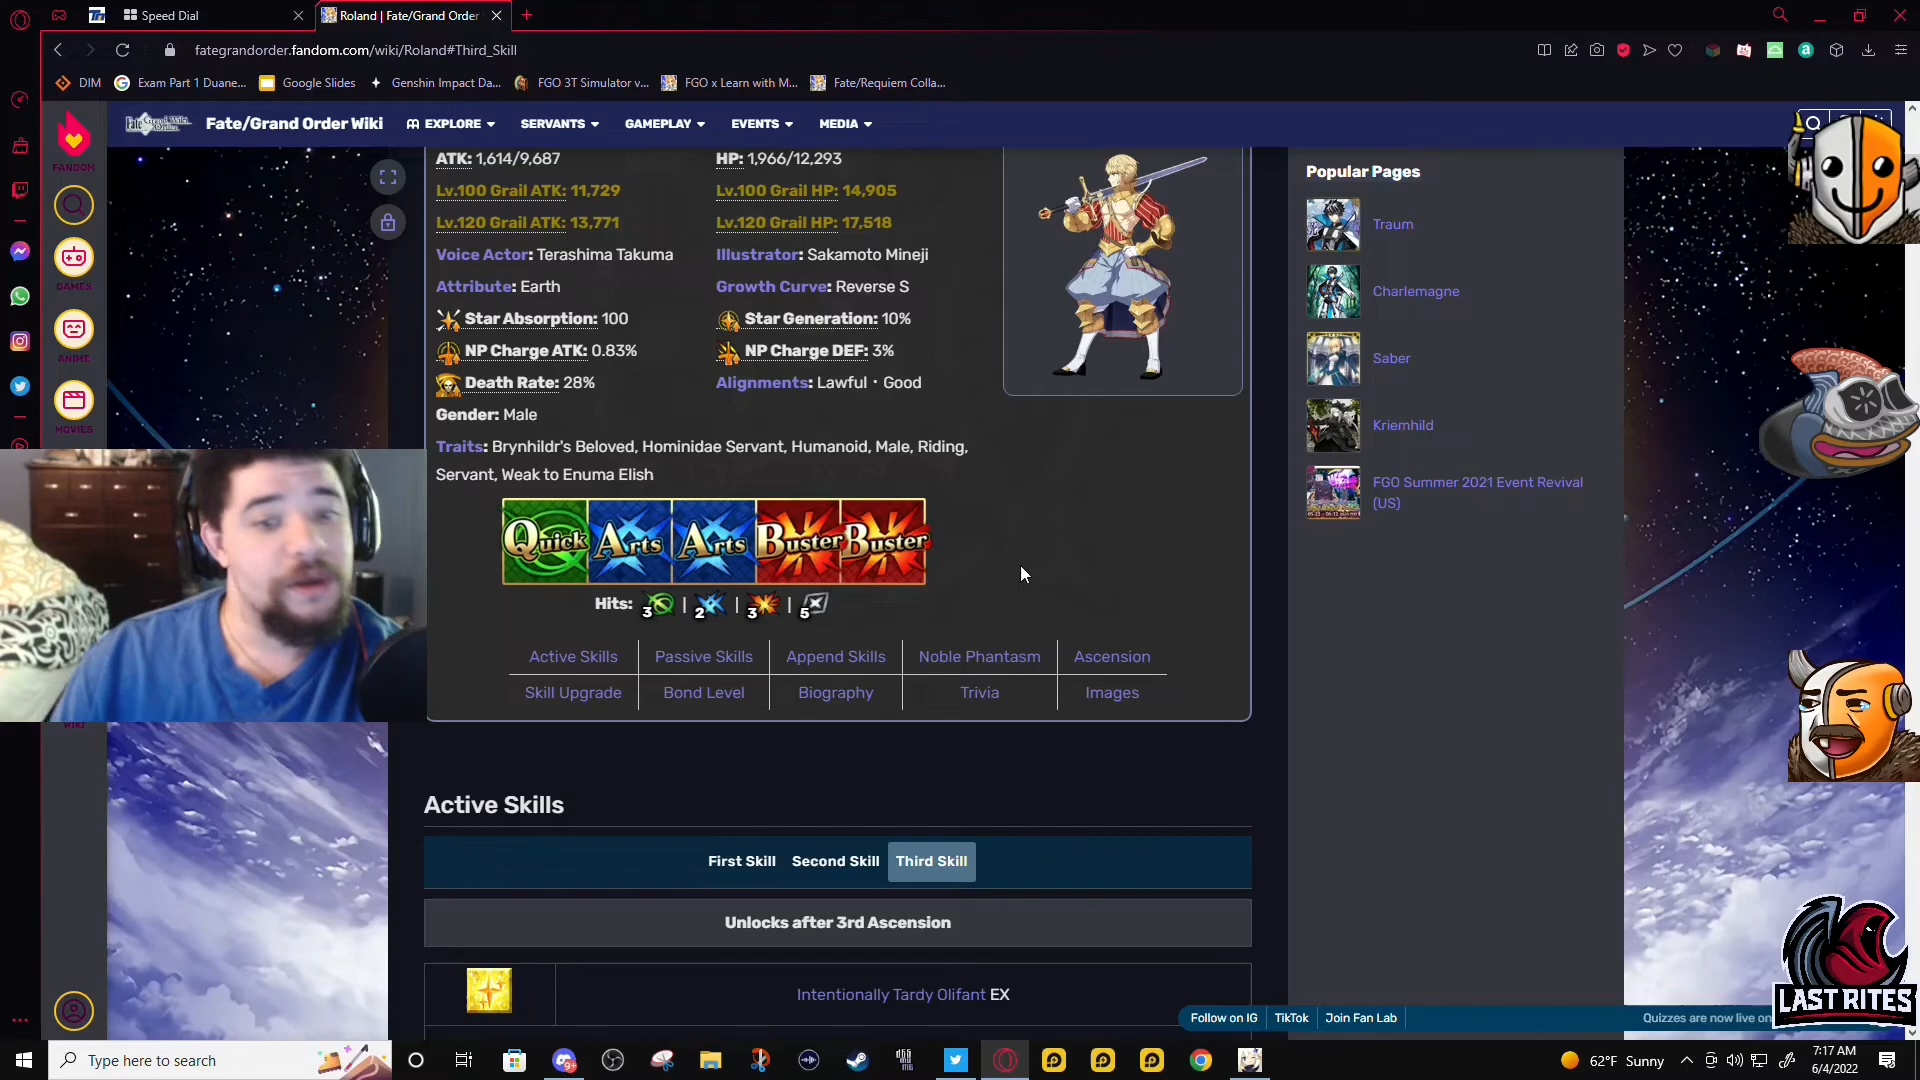 Speed Dial
Roland | Fate/Grand Order
fategrandorder.fandom.com/wiki/Roland#Third_Skill
DIM
Exam Part 1 Duane...
Google Slides
Genshin Impact Da...
FGO 3T Simulator v...
FGO x Learn with M...
Fate/Requiem Colla...
FANDOM
GAMES
ANIME
MOVIES
WIKI
Fate/Grand Order Wiki
EXPLORE
SERVANTS
GAMEPLAY
EVENTS
MEDIA
ATK: 1,614/9,687
HP: 1,966/12,293
Lv.100 Grail ATK: 11,729
Lv.100 Grail HP: 14,905
Lv.120 Grail ATK: 13,771
Lv.120 Grail HP: 17,518
Voice Actor: Terashima Takuma
Illustrator: Sakamoto Mineji
Attribute: Earth
Growth Curve: Reverse S
Star Absorption: 100
Star Generation: 10%
NP Charge ATK: 0.83%
NP Charge DEF: 3%
Death Rate: 28%
Alignments: Lawful・Good
Gender: Male
Traits: Brynhildr's Beloved, Hominidae Servant, Humanoid, Male, Riding,
Servant, Weak to Enuma Elish
Quick Arts Arts Buster Buster
Hits: 3 | 2 | 3 | 5
Active Skills
Passive Skills
Append Skills
Noble Phantasm
Ascension
Skill Upgrade
Bond Level
Biography
Trivia
Images
Active Skills
First Skill
Second Skill
Third Skill
Unlocks after 3rd Ascension
Intentionally Tardy Olifant EX
Popular Pages
Traum
Charlemagne
Saber
Kriemhild
FGO Summer 2021 Event Revival
(US)
LAST RITES
Follow on IG
TikTok
Join Fan Lab
Quizzes are now live on
Type here to search
9+
62°F Sunny
7:17 AM
6/4/2022